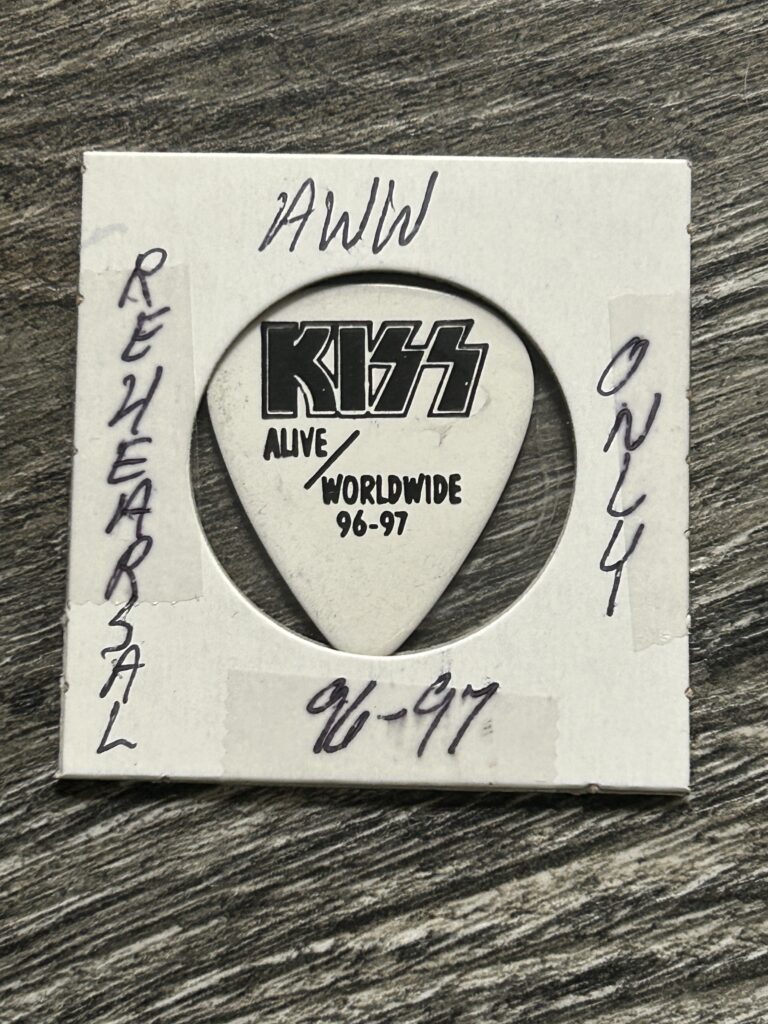 AWW
REHEARSAL
KISS
ALIVE/
WORLDWIDE
96-97
ONLY
96-97